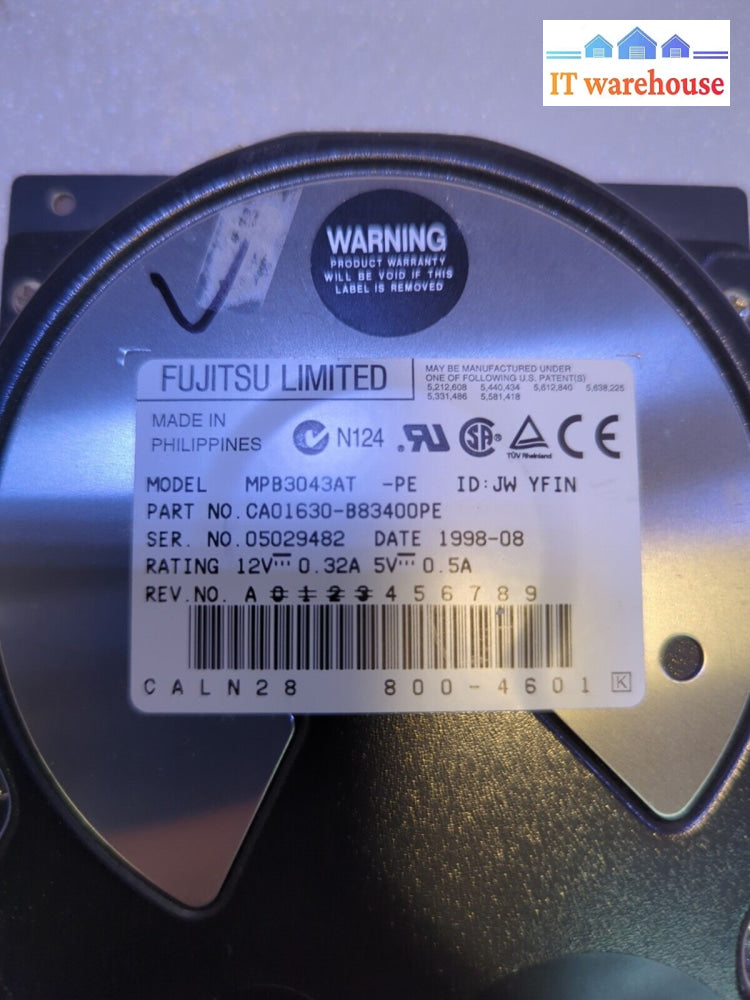 IT warehouse
WARNING
PRODUCT WARRANTY
WILL BE VOID IF THIS
LABEL IS REMOVED
FUJITSU LIMITED
MAY BE MANUFACTURED UNDER
ONE OF FOLLOWING U.S. PATENT(S)
5,212,608 5,440,434 5,612,840 5,638,225
5,331,486 5,581,418
MADE IN
PHILIPPINES
N124
TÜV Rheinland
CE
MODEL MPB3043AT -PE ID:JW YFIN
PART NO.CA01630-B83400PE
SER. NO.05029482 DATE 1998-08
RATING 12V 0.32A 5V 0.5A
REV.NO. A 0 1 2 3 4 5 6 7 8 9
CALN28 800-4601 K